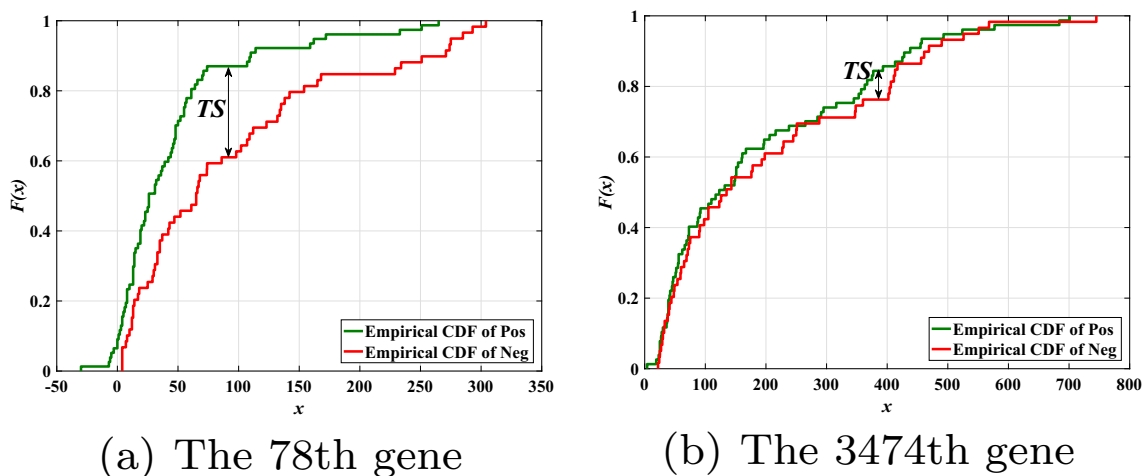 1
0.8
0.6
0.4
0.2
0
F(x)
TS
Empirical CDF of Pos
Empirical CDF of Neg
-50 0 50 100 150 200 250 300 350
x
(a) The 78th gene
1
0.8
0.6
0.4
0.2
0
F(x)
TS
Empirical CDF of Pos
Empirical CDF of Neg
0 100 200 300 400 500 600 700 800
x
(b) The 3474th gene